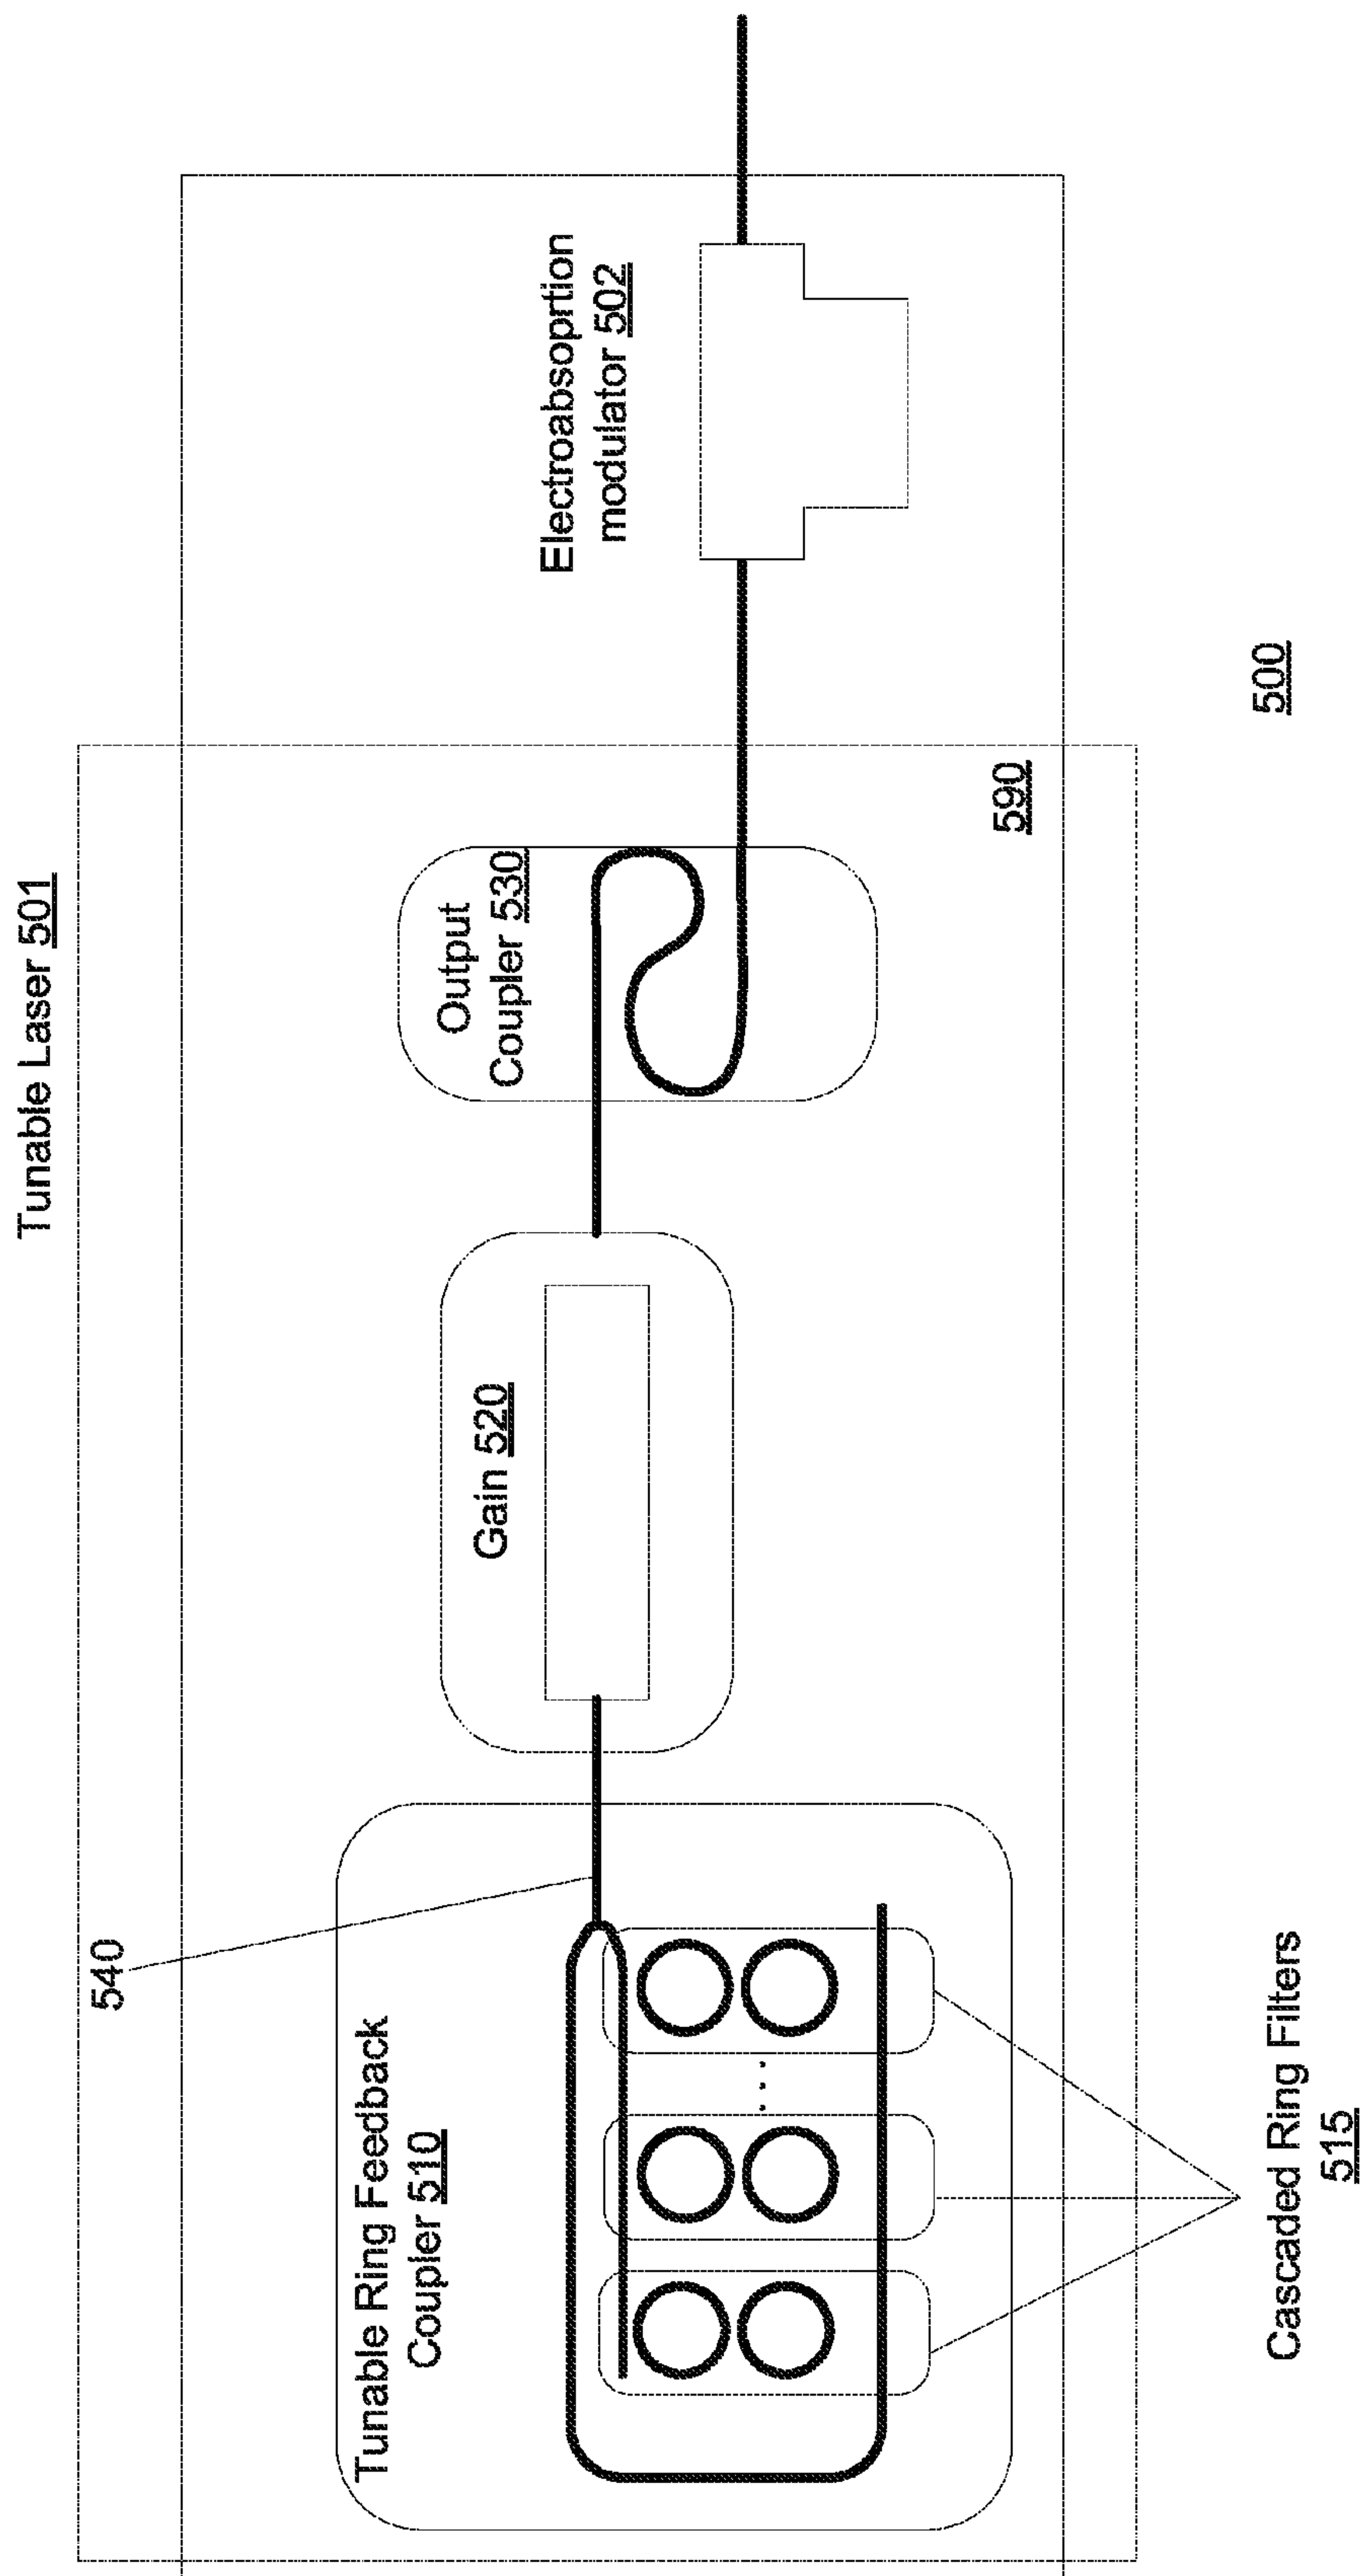 Tunable Laser 501
540
Tunable Ring Feedback
Coupler 510
Gain 520
Output
Coupler 530
Electroabsoprtion
modulator 502
590
500
Cascaded Ring Filters
515